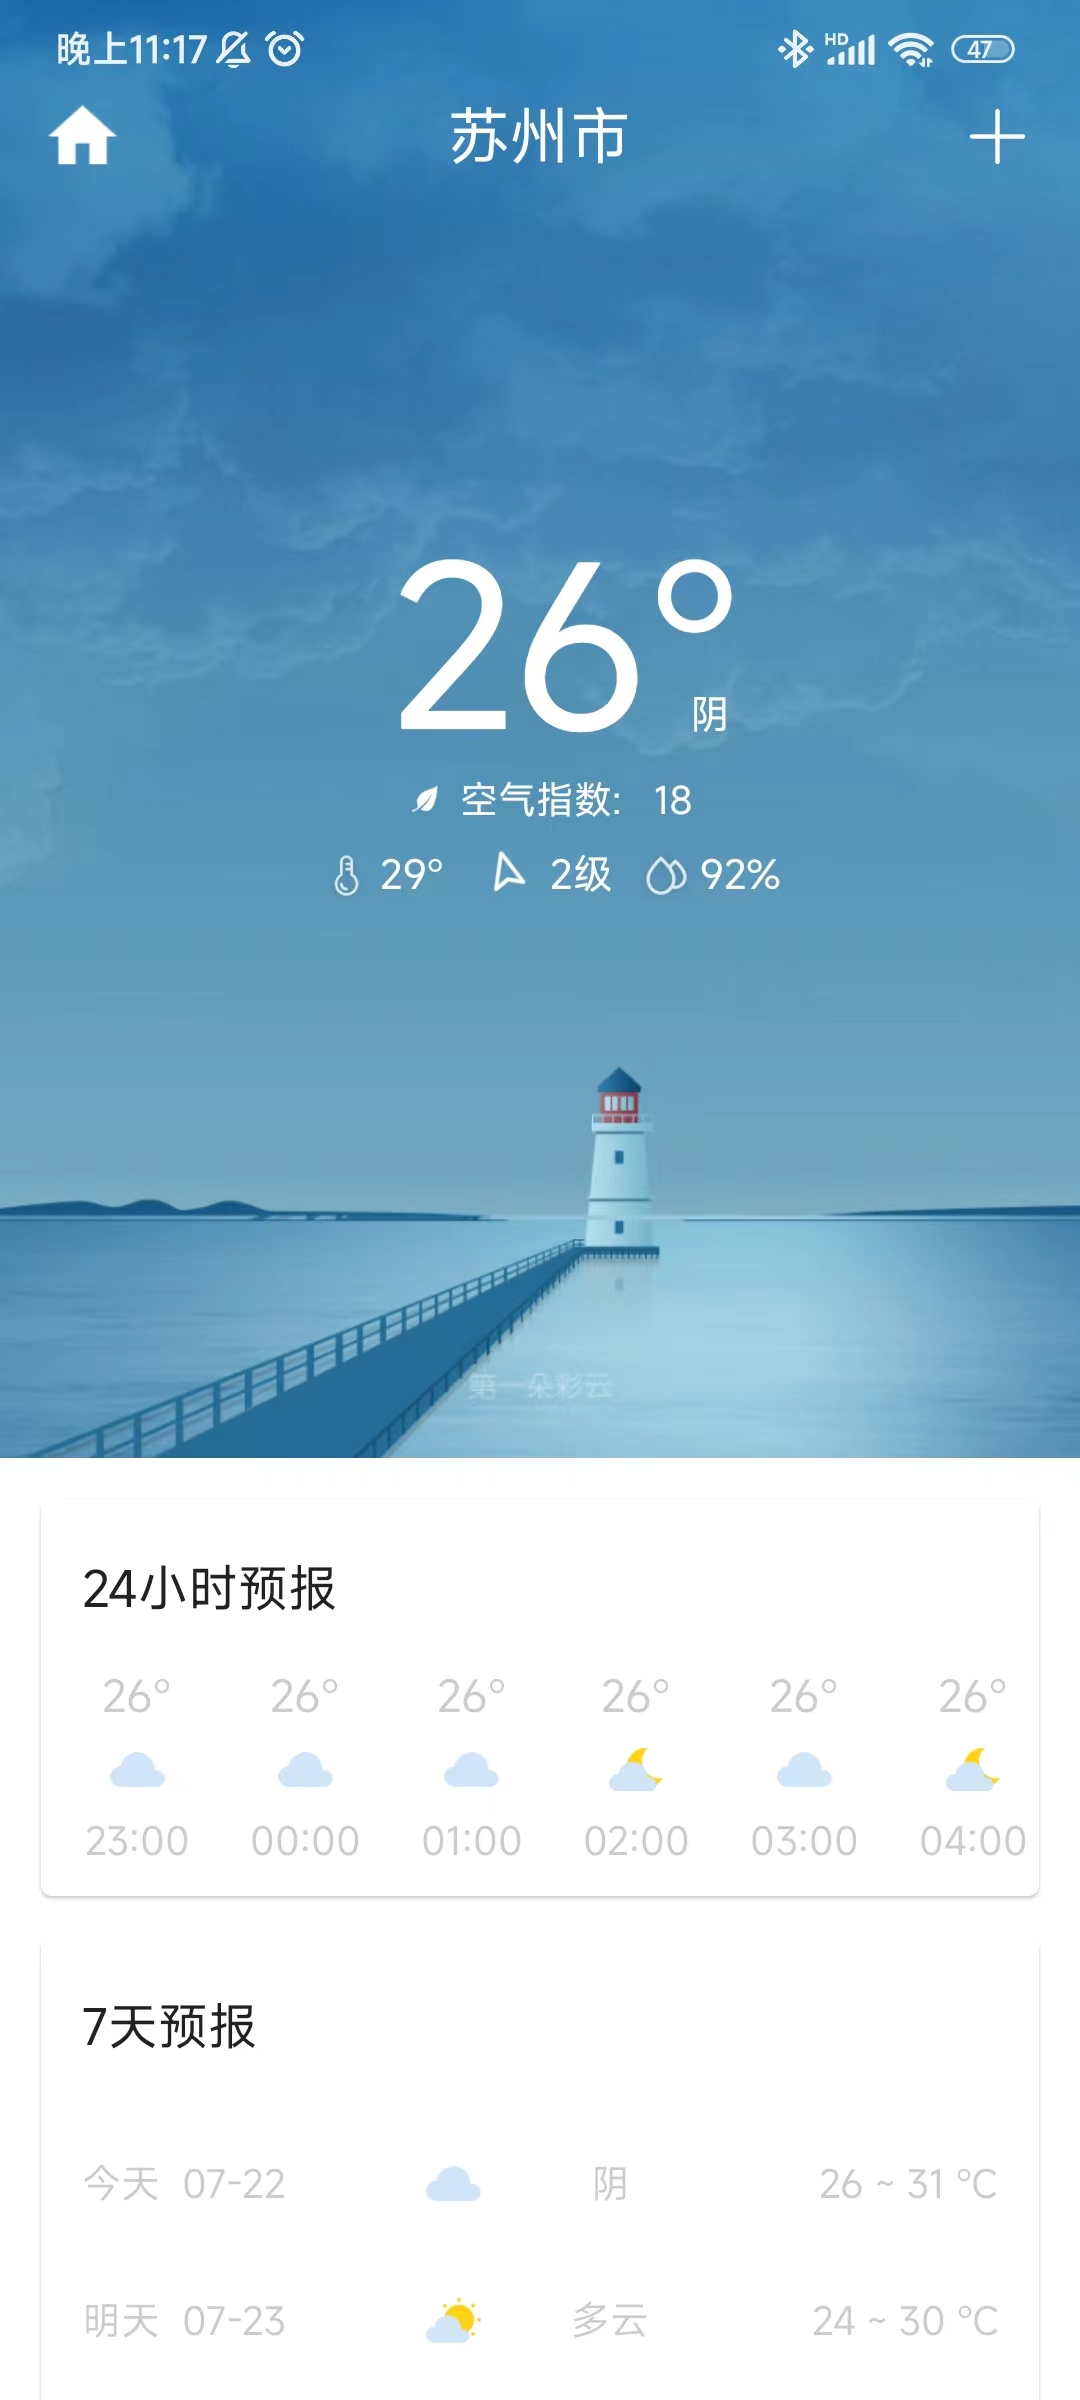 晚上11:17 HD 47
苏州市
26°
阴
空气指数: 18
29° 2级 92%
第一朵彩云
24小时预报
26° 26° 26° 26° 26° 26°
23:00 00:00 01:00 02:00 03:00 04:00
7天预报
今天 07-22 阴 26 ~ 31 °C
明天 07-23 多云 24 ~ 30 °C